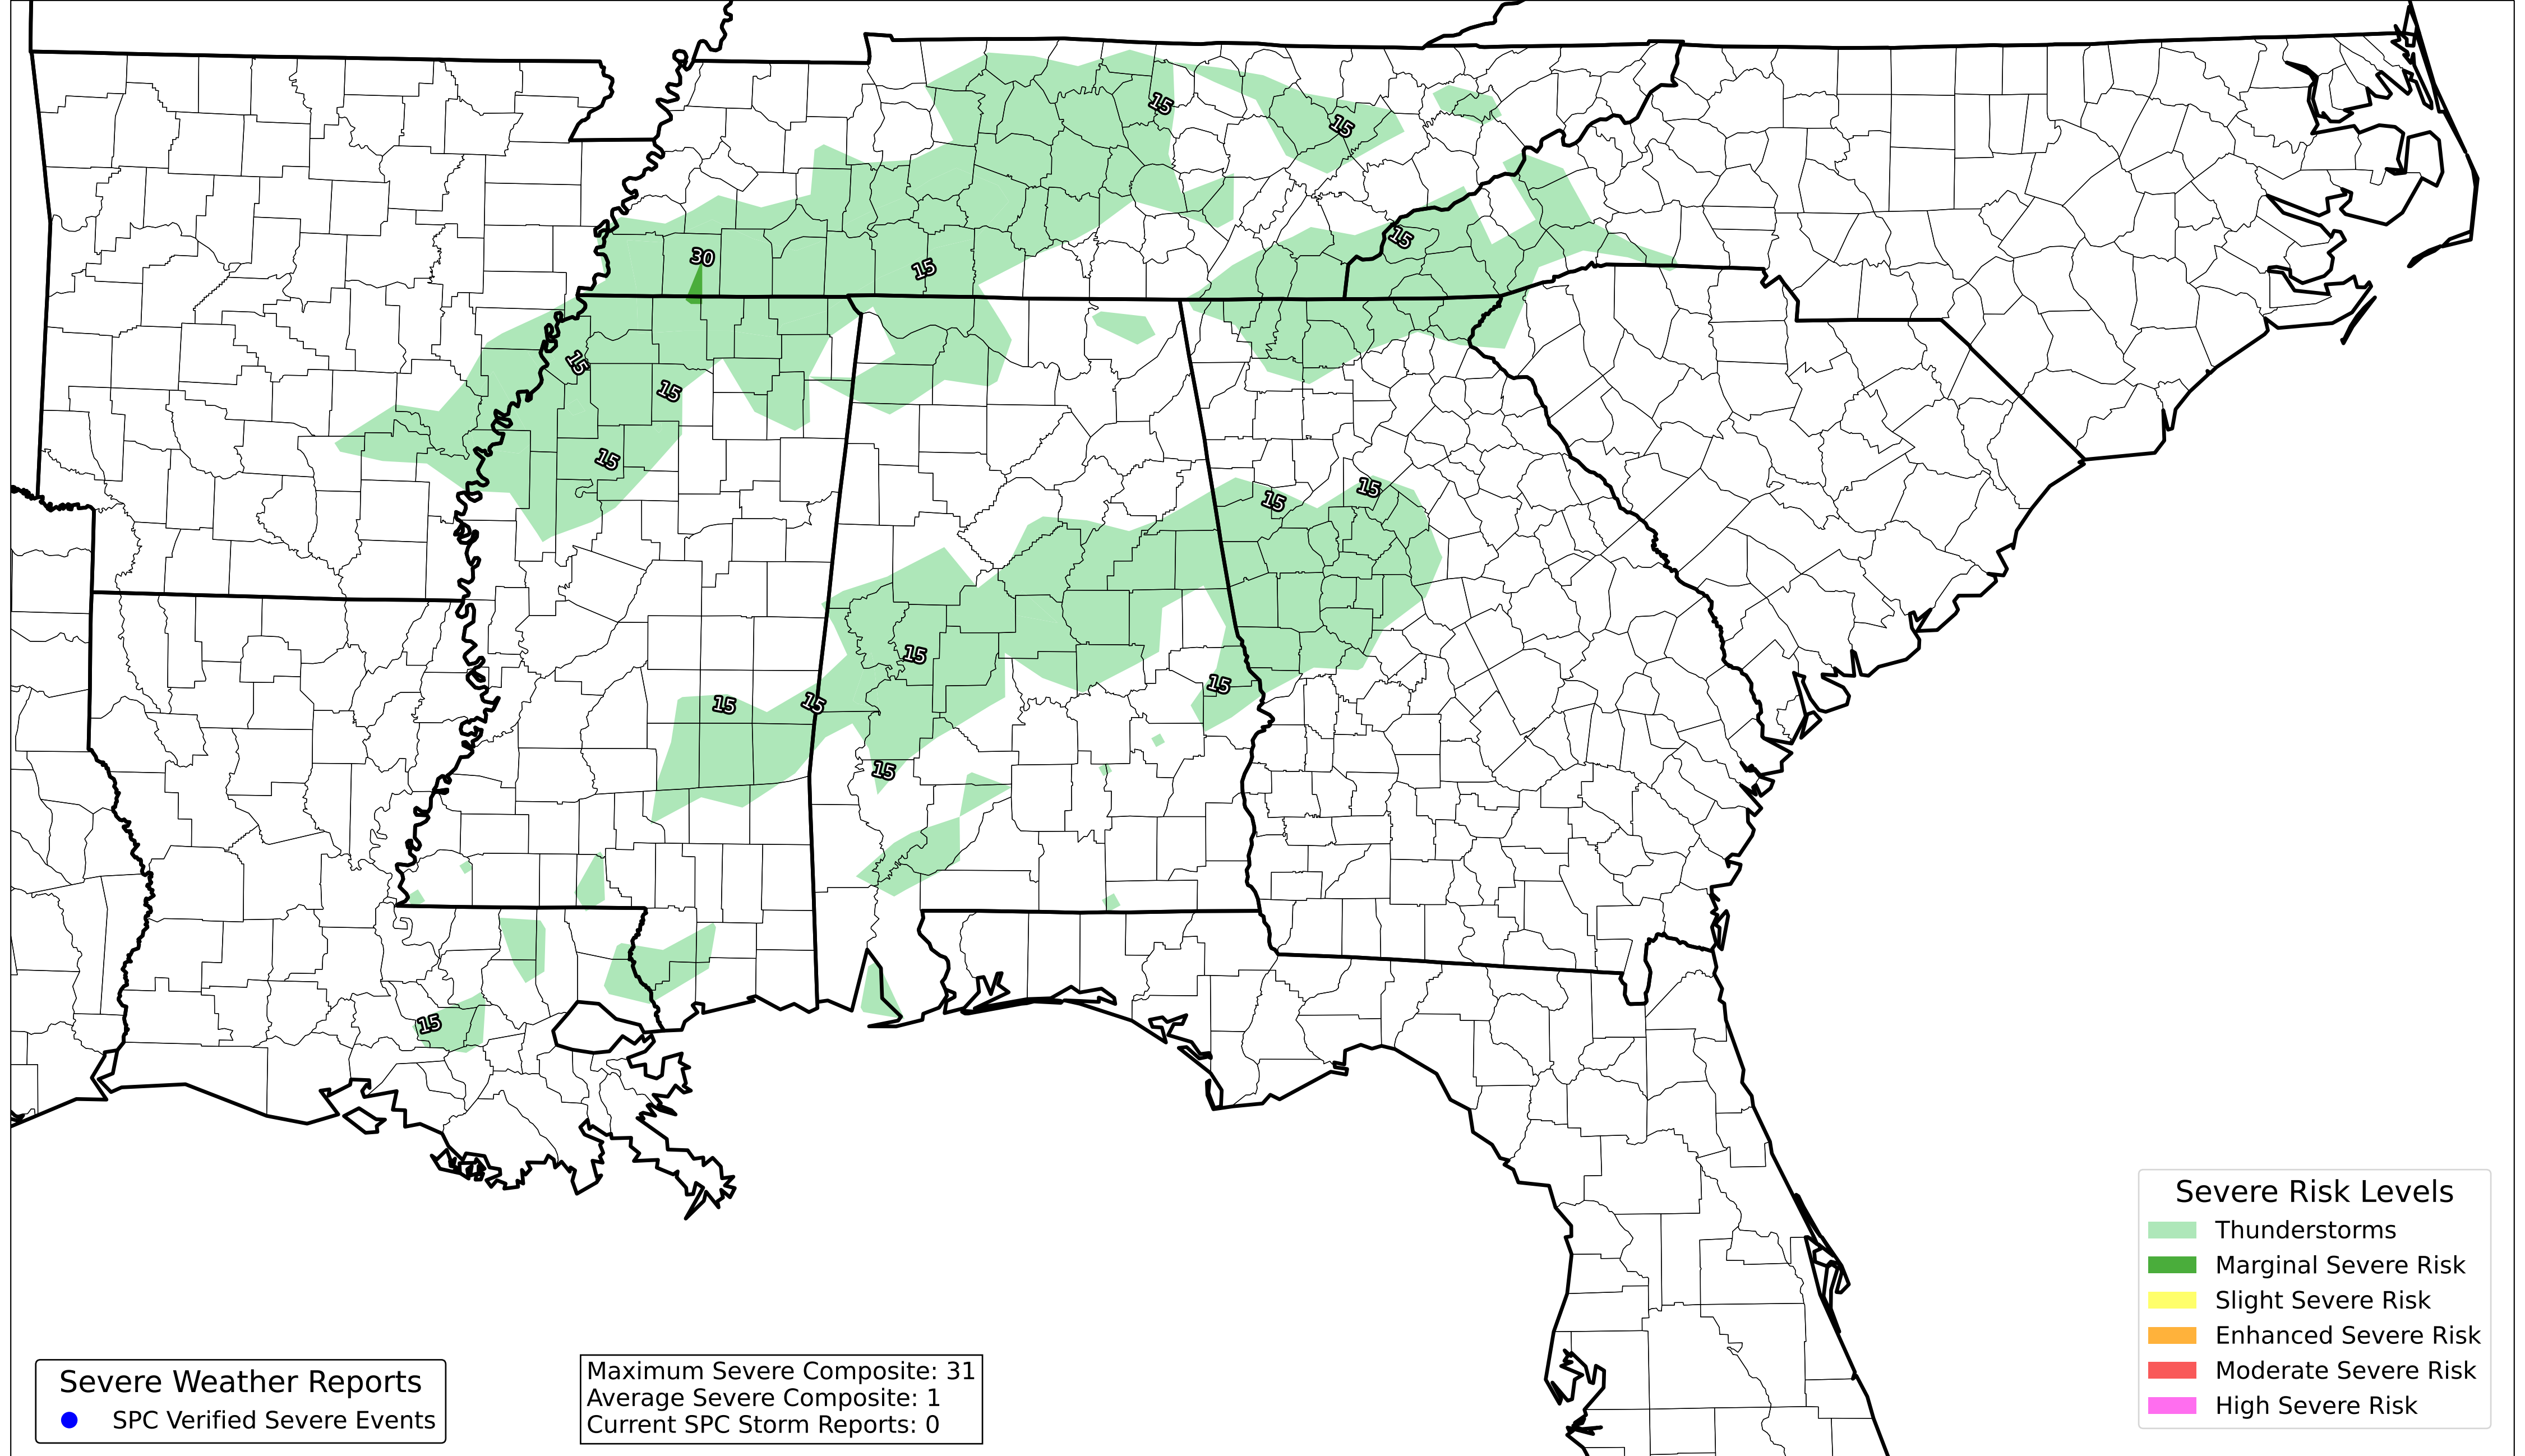 15
15
15
30
15
15
15
15
15
15
15
15
15
15
15
15
Severe Risk Levels
Thunderstorms
Marginal Severe Risk
Slight Severe Risk
Enhanced Severe Risk
Moderate Severe Risk
High Severe Risk
Severe Weather Reports
SPC Verified Severe Events
Maximum Severe Composite: 31
Average Severe Composite: 1
Current SPC Storm Reports: 0